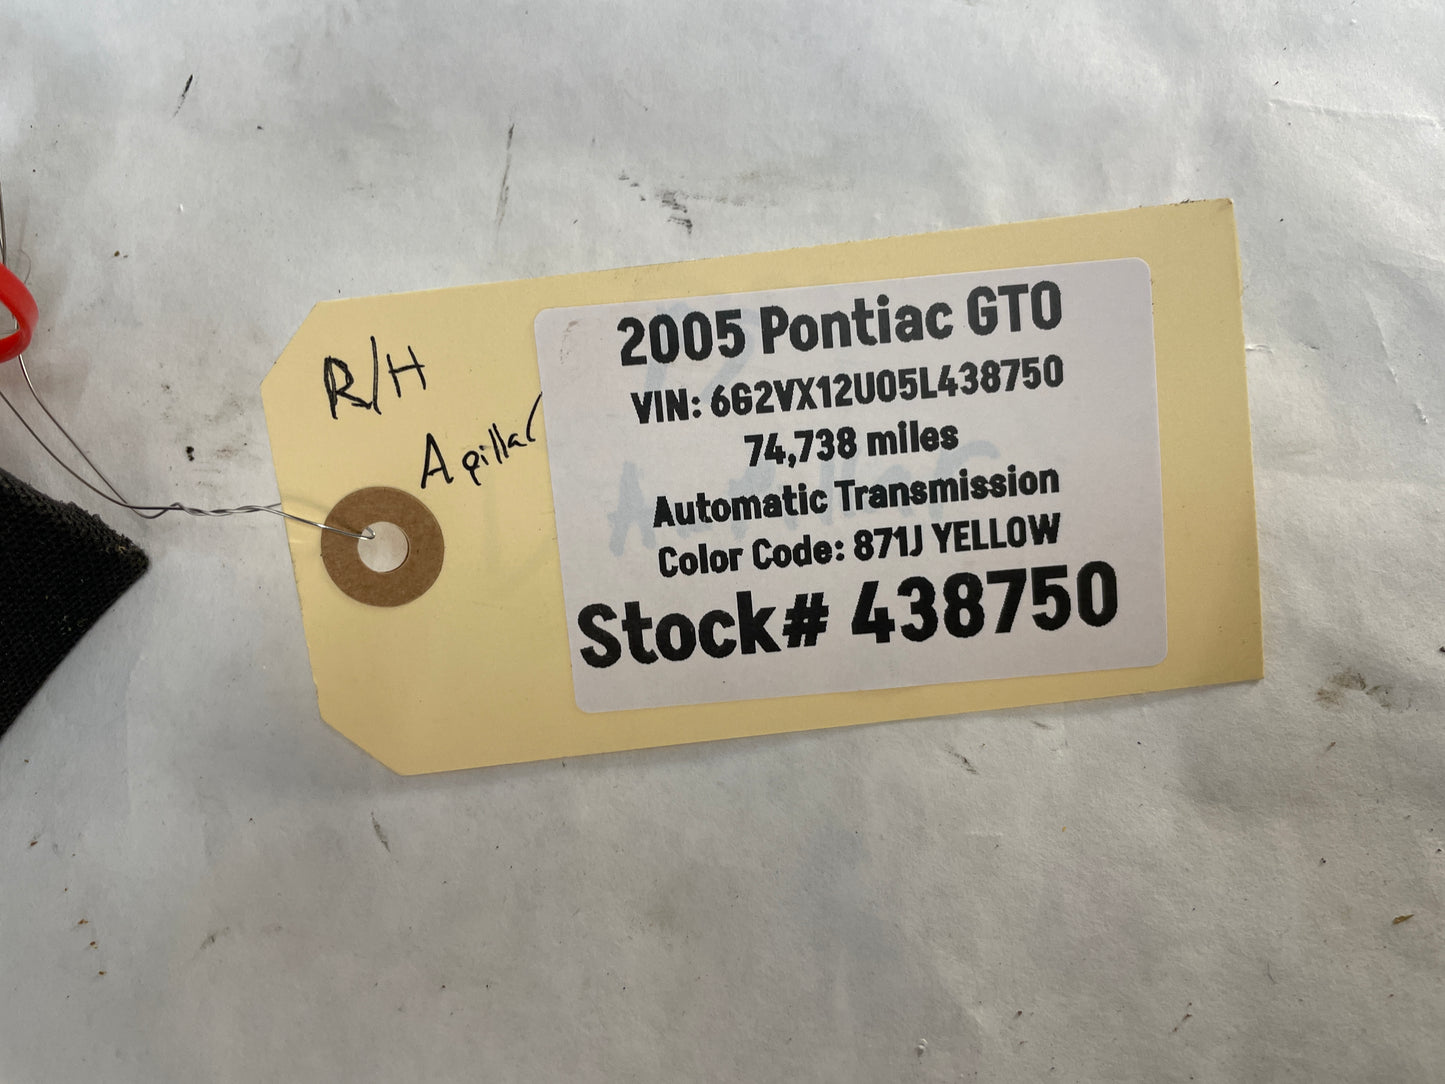 R/H
A pillar
2005 Pontiac GTO
VIN: 6G2VX12U05L438750
74,738 miles
Automatic Transmission
Color Code: 871J YELLOW
Stock# 438750